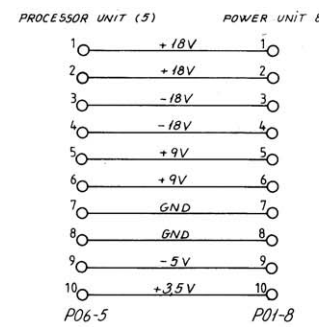 PROCESSOR UNIT (5) POWER UNIT 8
1 +18V 1
2 +18V 2
3 -18V 3
4 -18V 4
5 +9V 5
6 +9V 6
7 GND 7
8 GND 8
9 -5V 9
10 +3,5V 10
P06-5 P01-8